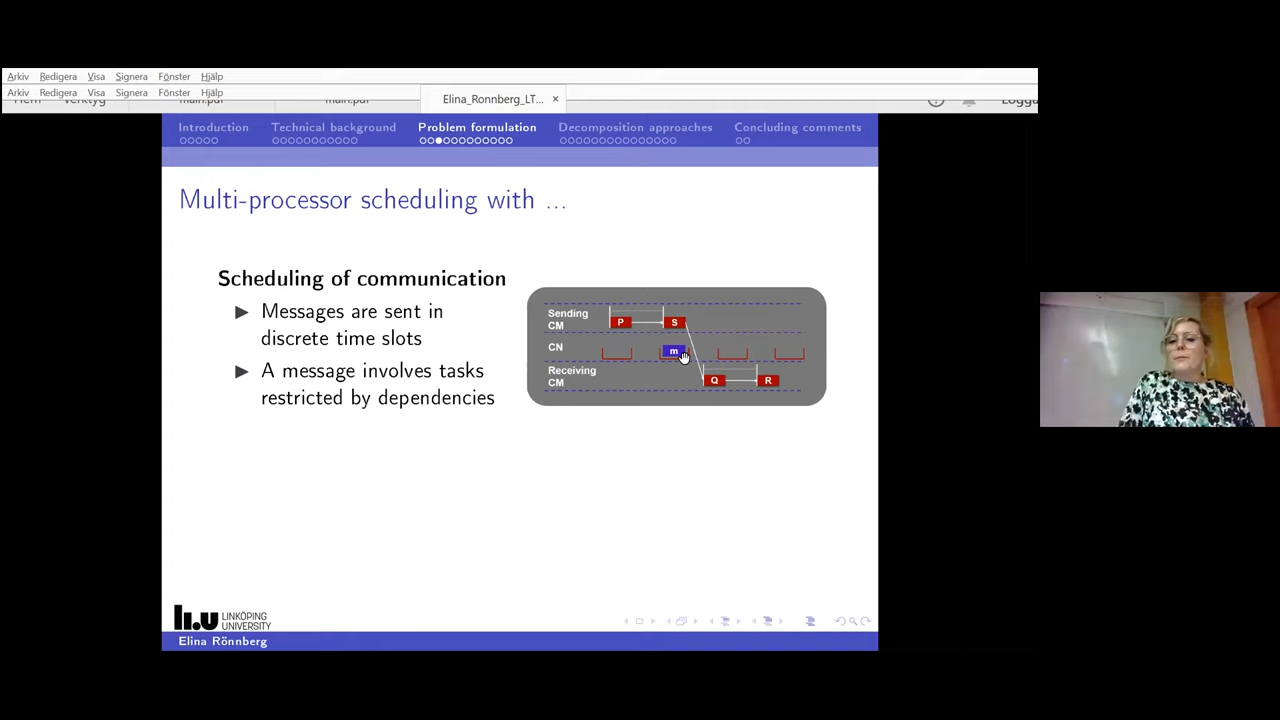 Arkiv Redigera Visa Signera Fönster Hjälp
Arkiv Redigera Visa Signera Fönster Hjälp
Elina_Ronnberg_LT... ×
Introduction Technical background Problem formulation Decomposition approaches Concluding comments
Multi-processor scheduling with ...
Scheduling of communication
Messages are sent in
discrete time slots
A message involves tasks
restricted by dependencies
Sending
CM
P S
CN
m
Receiving
CM
Q R
li.u LINKÖPING
UNIVERSITY
Elina Rönnberg